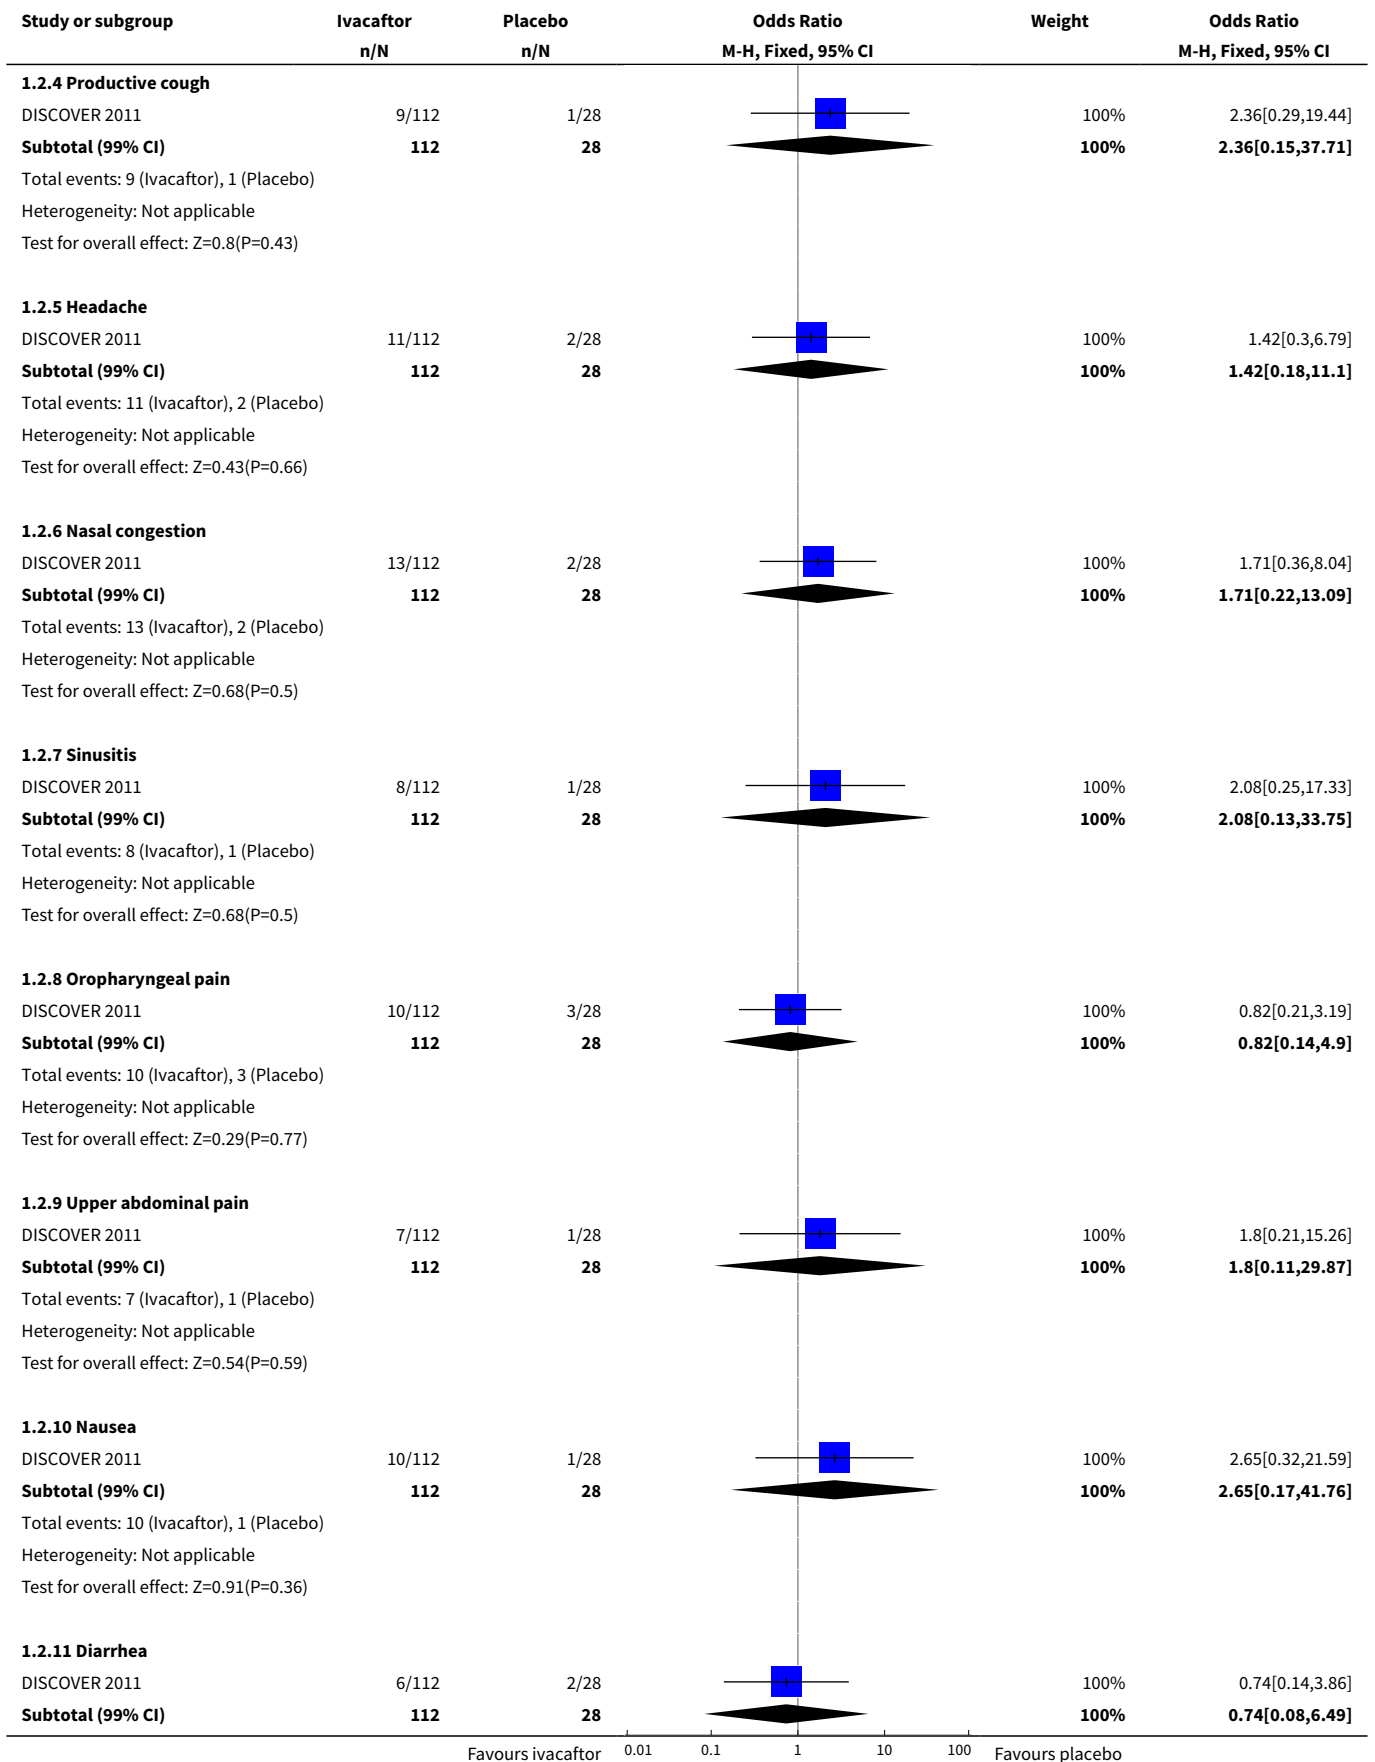 Study or subgroup Ivacaftor Placebo Odds Ratio Weight Odds Ratio
n/N n/N M-H, Fixed, 95% CI M-H, Fixed, 95% CI
1.2.4 Productive cough
DISCOVER 2011 9/112 1/28 100% 2.36[0.29,19.44]
Subtotal (99% CI) 112 28 100% 2.36[0.15,37.71]
Total events: 9 (Ivacaftor), 1 (Placebo)
Heterogeneity: Not applicable
Test for overall effect: Z=0.8(P=0.43)
1.2.5 Headache
DISCOVER 2011 11/112 2/28 100% 1.42[0.3,6.79]
Subtotal (99% CI) 112 28 100% 1.42[0.18,11.1]
Total events: 11 (Ivacaftor), 2 (Placebo)
Heterogeneity: Not applicable
Test for overall effect: Z=0.43(P=0.66)
1.2.6 Nasal congestion
DISCOVER 2011 13/112 2/28 100% 1.71[0.36,8.04]
Subtotal (99% CI) 112 28 100% 1.71[0.22,13.09]
Total events: 13 (Ivacaftor), 2 (Placebo)
Heterogeneity: Not applicable
Test for overall effect: Z=0.68(P=0.5)
1.2.7 Sinusitis
DISCOVER 2011 8/112 1/28 100% 2.08[0.25,17.33]
Subtotal (99% CI) 112 28 100% 2.08[0.13,33.75]
Total events: 8 (Ivacaftor), 1 (Placebo)
Heterogeneity: Not applicable
Test for overall effect: Z=0.68(P=0.5)
1.2.8 Oropharyngeal pain
DISCOVER 2011 10/112 3/28 100% 0.82[0.21,3.19]
Subtotal (99% CI) 112 28 100% 0.82[0.14,4.9]
Total events: 10 (Ivacaftor), 3 (Placebo)
Heterogeneity: Not applicable
Test for overall effect: Z=0.29(P=0.77)
1.2.9 Upper abdominal pain
DISCOVER 2011 7/112 1/28 100% 1.8[0.21,15.26]
Subtotal (99% CI) 112 28 100% 1.8[0.11,29.87]
Total events: 7 (Ivacaftor), 1 (Placebo)
Heterogeneity: Not applicable
Test for overall effect: Z=0.54(P=0.59)
1.2.10 Nausea
DISCOVER 2011 10/112 1/28 100% 2.65[0.32,21.59]
Subtotal (99% CI) 112 28 100% 2.65[0.17,41.76]
Total events: 10 (Ivacaftor), 1 (Placebo)
Heterogeneity: Not applicable
Test for overall effect: Z=0.91(P=0.36)
1.2.11 Diarrhea
DISCOVER 2011 6/112 2/28 100% 0.74[0.14,3.86]
Subtotal (99% CI) 112 28 100% 0.74[0.08,6.49]
Favours ivacaftor 0.01 0.1 1 10 100 Favours placebo